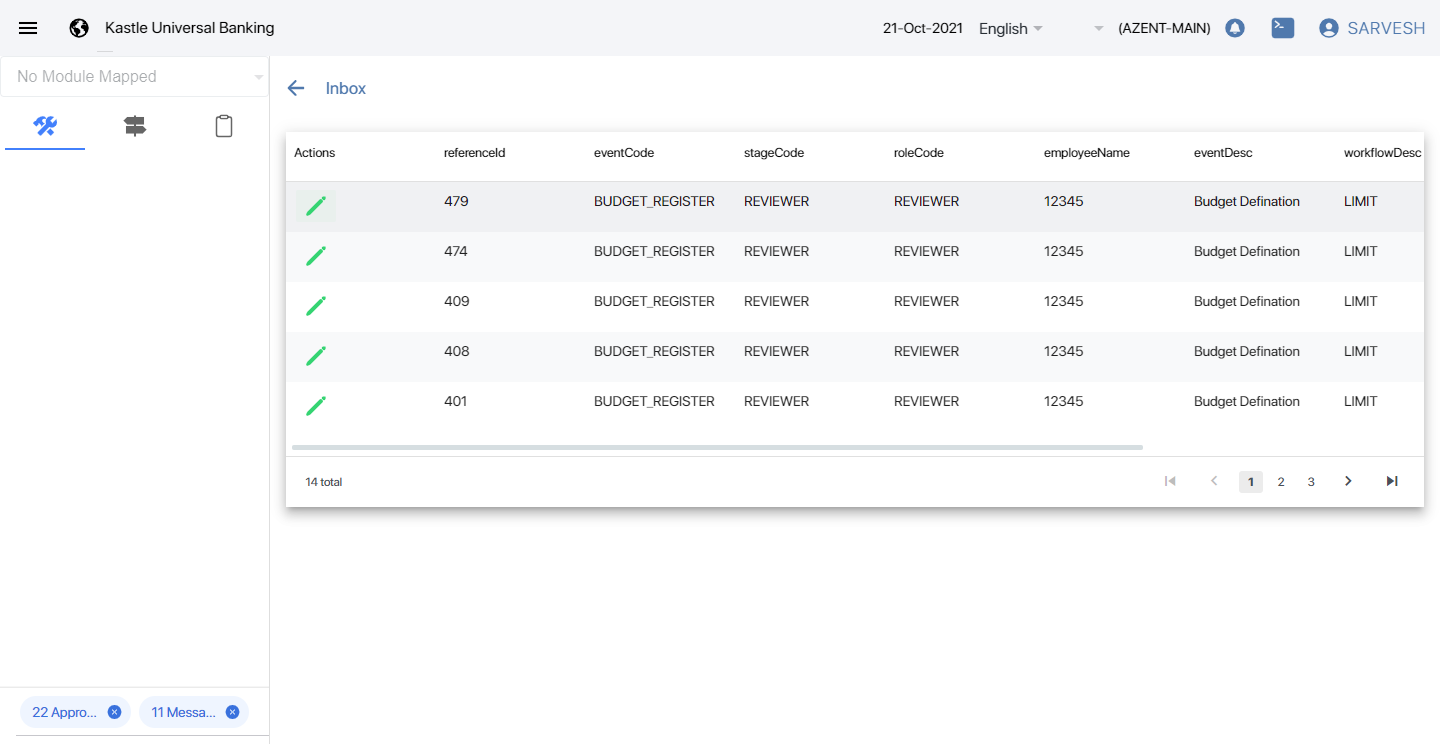 Kastle Universal Banking 21-Oct-2021 English (AZENT-MAIN) SARVESH
No Module Mapped
Inbox
Actions referenceId eventCode stageCode roleCode employeeName eventDesc workflowDesc
479 BUDGET_REGISTER REVIEWER REVIEWER 12345 Budget Defination LIMIT
474 BUDGET_REGISTER REVIEWER REVIEWER 12345 Budget Defination LIMIT
409 BUDGET_REGISTER REVIEWER REVIEWER 12345 Budget Defination LIMIT
408 BUDGET_REGISTER REVIEWER REVIEWER 12345 Budget Defination LIMIT
401 BUDGET_REGISTER REVIEWER REVIEWER 12345 Budget Defination LIMIT
14 total 1 2 3
22 Appro... 11 Messa...